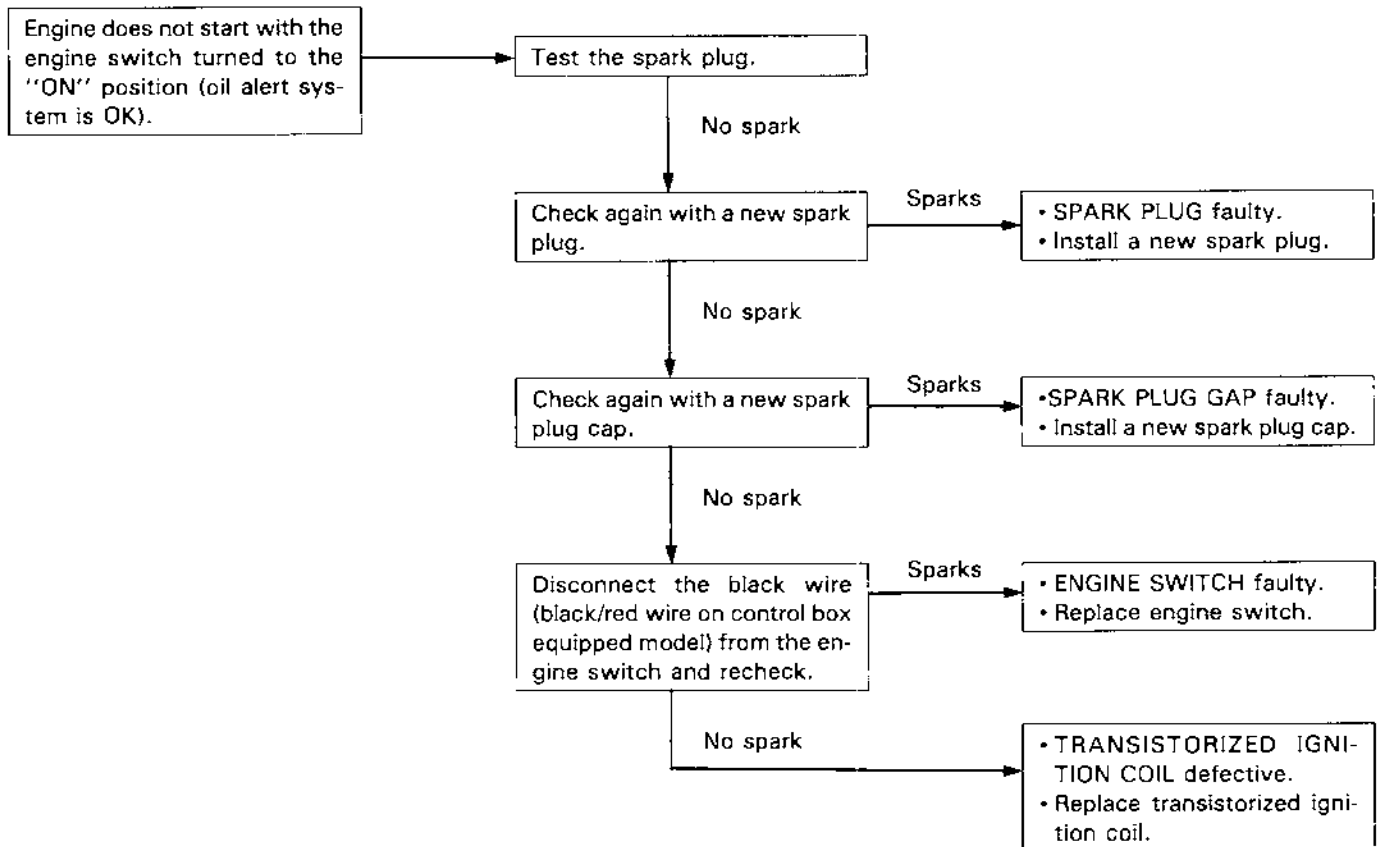 Engine does not start with the
engine switch turned to the
‘‘ON’’ position (oil alert sys-
tem is OK).
Test the spark plug.
No spark
Check again with a new spark
plug.
Sparks
• SPARK PLUG faulty.
• Install a new spark plug.
No spark
Check again with a new spark
plug cap.
Sparks
•SPARK PLUG GAP faulty.
• Install a new spark plug cap.
No spark
Disconnect the black wire
(black/red wire on control box
equipped model) from the en-
gine switch and recheck.
Sparks
• ENGINE SWITCH faulty.
• Replace engine switch.
No spark
• TRANSISTORIZED IGNI-
TION COIL defective.
• Replace transistorized igni-
tion coil.